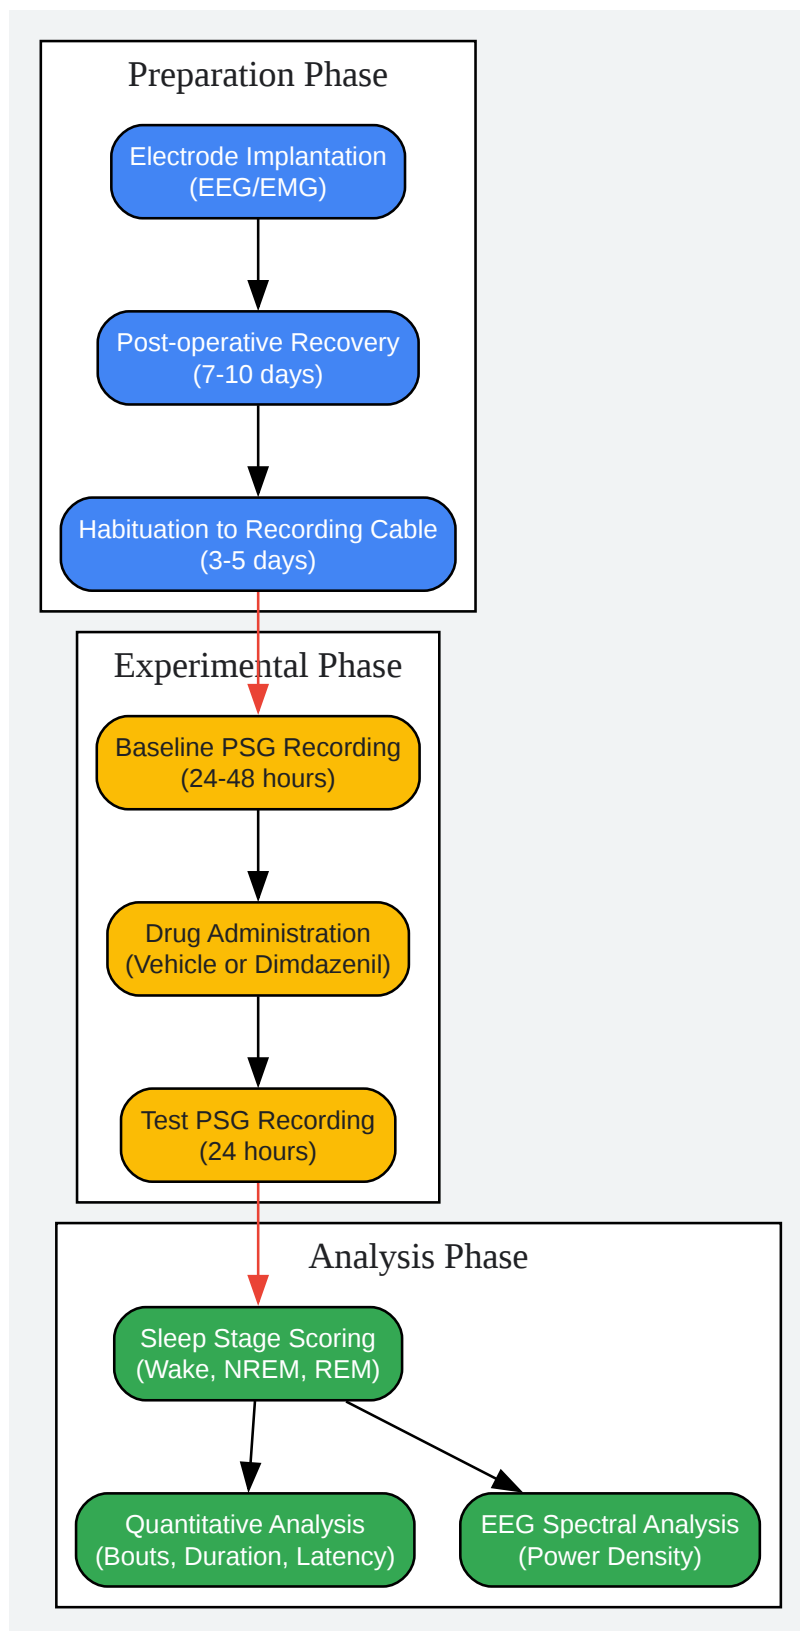 Preparation Phase
Electrode Implantation
(EEG/EMG)
Post-operative Recovery
(7-10 days)
Habituation to Recording Cable
(3-5 days)
Experimental Phase
Baseline PSG Recording
(24-48 hours)
Drug Administration
(Vehicle or Dimdazenil)
Test PSG Recording
(24 hours)
Analysis Phase
Sleep Stage Scoring
(Wake, NREM, REM)
Quantitative Analysis
(Bouts, Duration, Latency)
EEG Spectral Analysis
(Power Density)